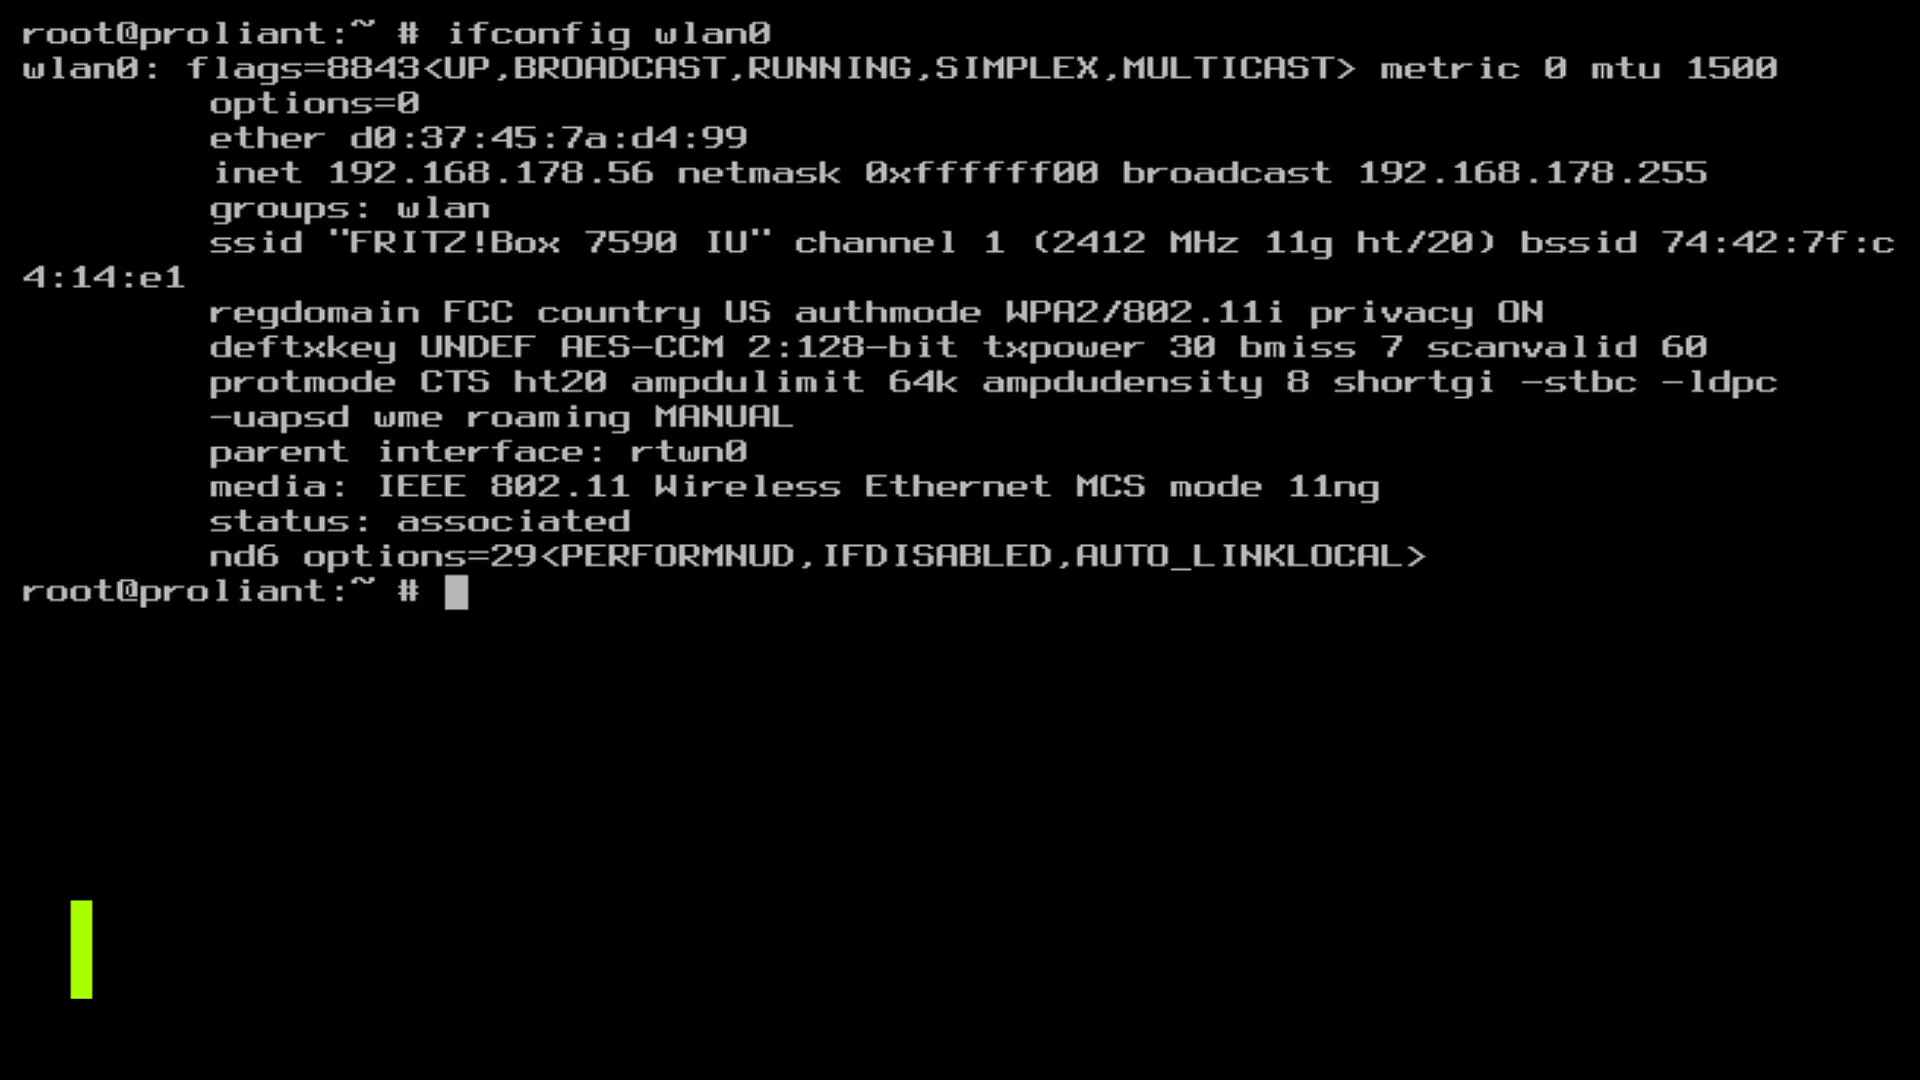 root@proliant:~ # ifconfig wlan0
wlan0: flags=8843<UP,BROADCAST,RUNNING,SIMPLEX,MULTICAST> metric 0 mtu 1500
options=0
ether d0:37:45:7a:d4:99
inet 192.168.178.56 netmask 0xffffff00 broadcast 192.168.178.255
groups: wlan
ssid "FRITZ!Box 7590 IU" channel 1 (2412 MHz 11g ht/20) bssid 74:42:7f:c
4:14:e1
regdomain FCC country US authmode WPA2/802.11i privacy ON
deftxkey UNDEF AES-CCM 2:128-bit txpower 30 bmiss 7 scanvalid 60
protmode CTS ht20 ampdulimit 64k ampdudensity 8 shortgi -stbc -ldpc
-uapsd wme roaming MANUAL
parent interface: rtwn0
media: IEEE 802.11 Wireless Ethernet MCS mode 11ng
status: associated
nd6 options=29<PERFORMNUD,IFDISABLED,AUTO_LINKLOCAL>
root@proliant:~ #